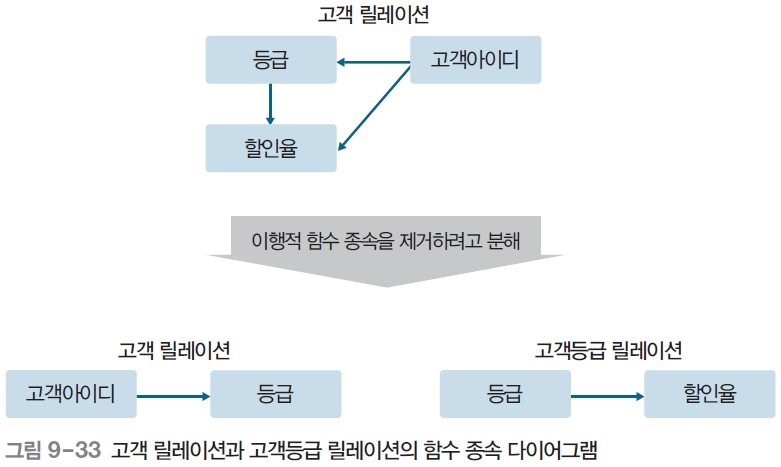 고객 릴레이션
등급
고객아이디
할인율
이행적 함수 종속을 제거하려고 분해
고객 릴레이션
고객등급 릴레이션
고객아이디
등급
등급
할인율
그림 9-33 고객 릴레이션과 고객등급 릴레이션의 함수 종속 다이어그램